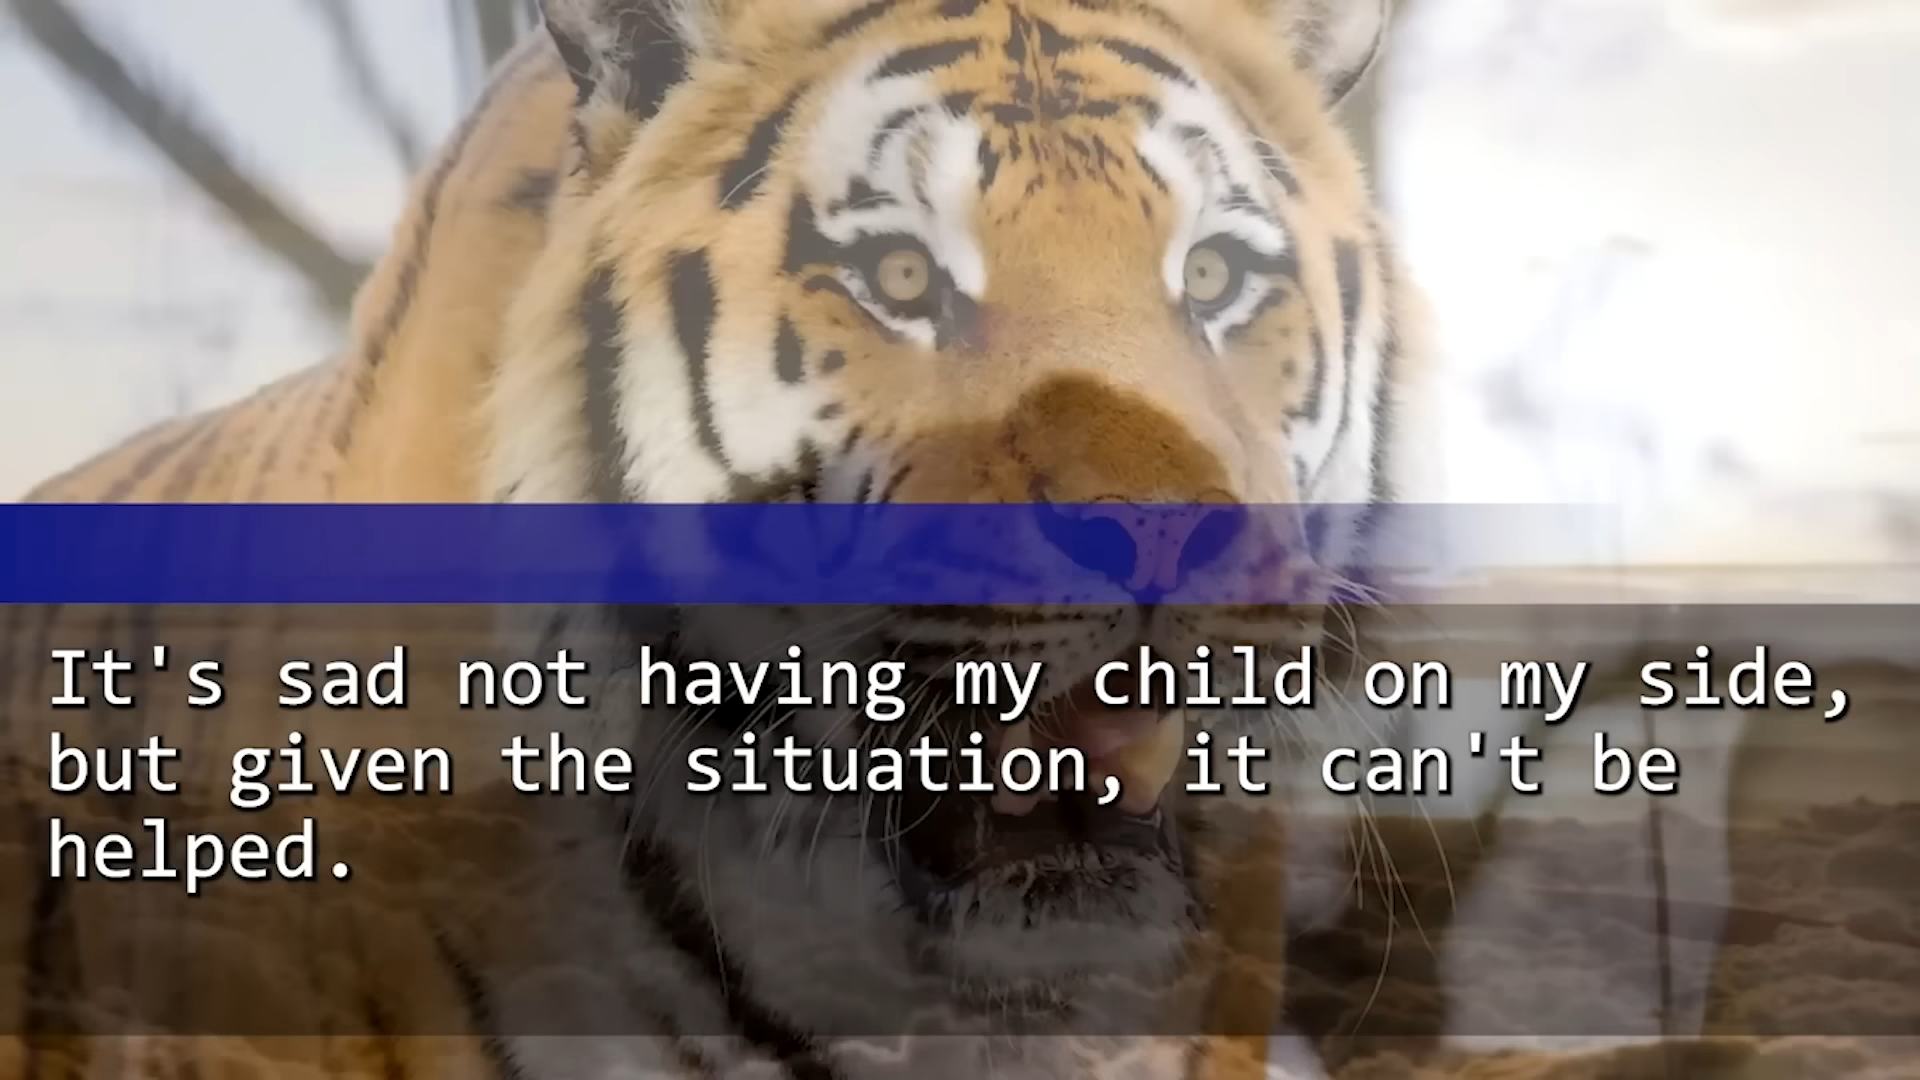 It's sad not having my child on my side,
but given the situation, it can't be
helped.